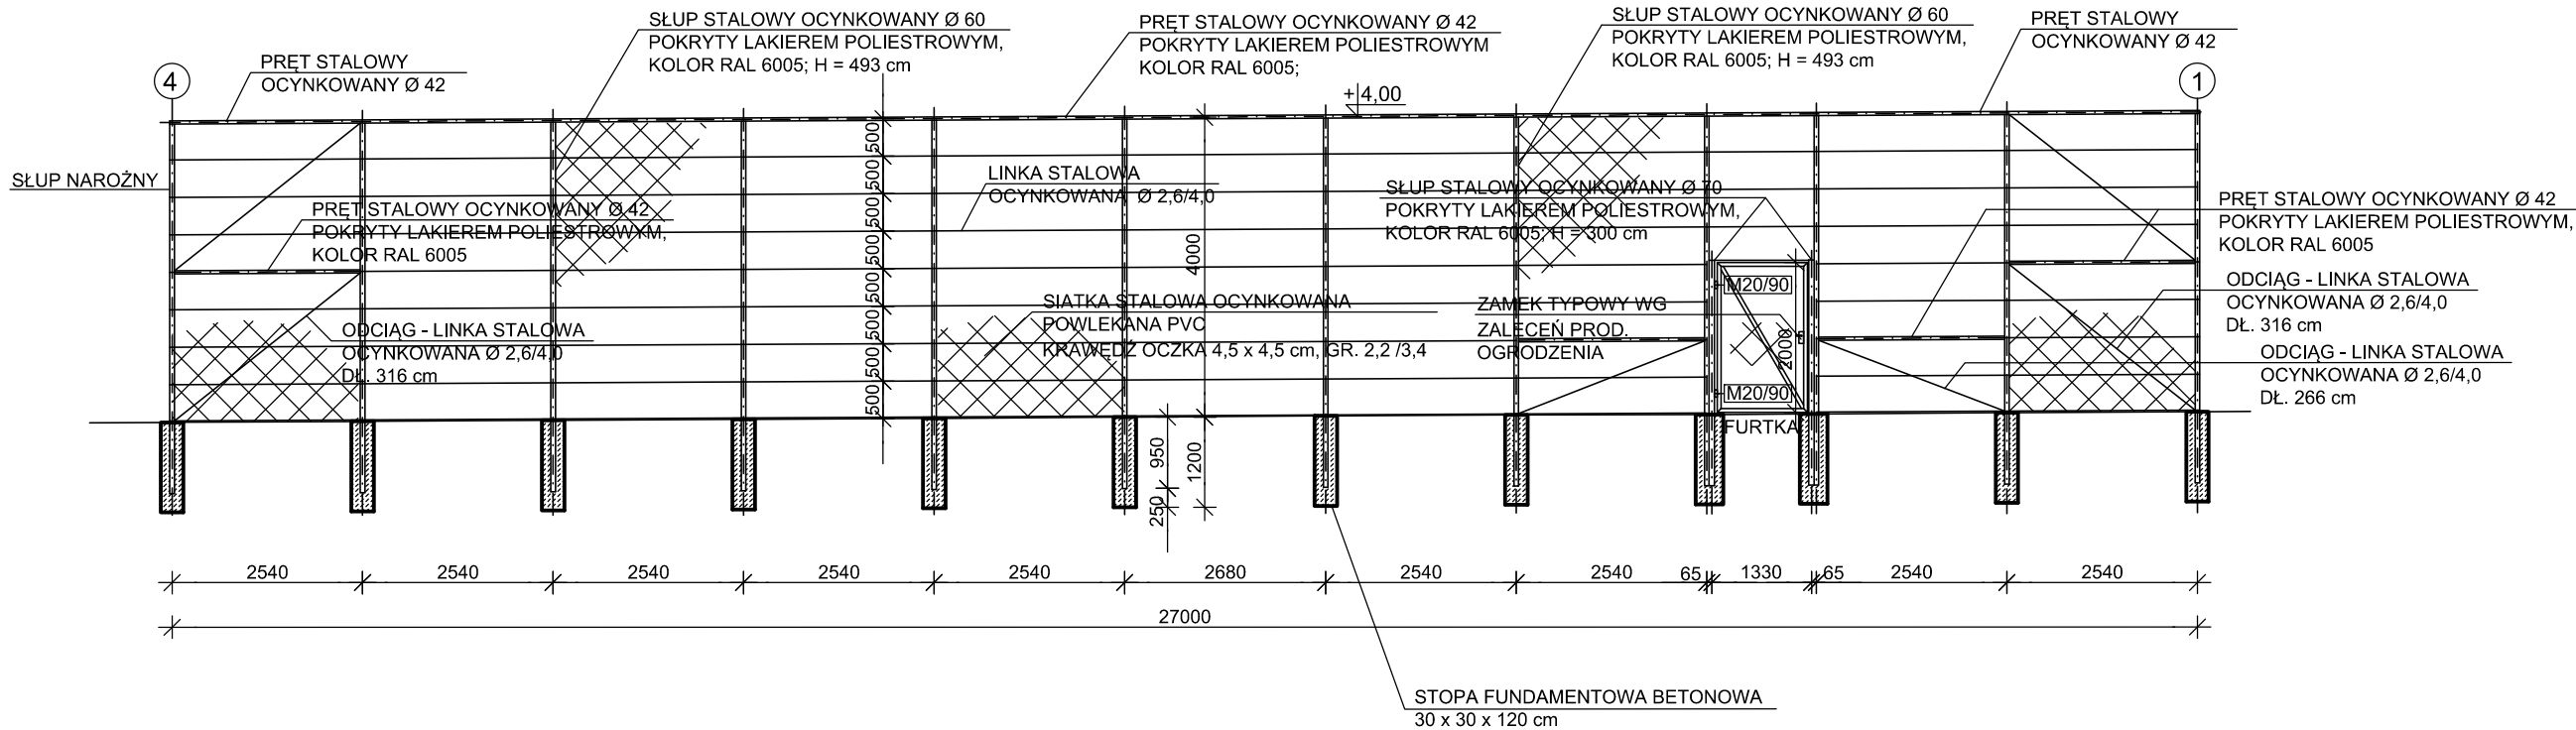 SŁUP STALOWY OCYNKOWANY Ø 60
POKRYTY LAKIEREM POLIESTROWYM,
KOLOR RAL 6005; H = 493 cm
PRĘT STALOWY OCYNKOWANY Ø 42
POKRYTY LAKIEREM POLIESTROWYM
KOLOR RAL 6005;
SŁUP STALOWY OCYNKOWANY Ø 60
POKRYTY LAKIEREM POLIESTROWYM,
KOLOR RAL 6005; H = 493 cm
PRĘT STALOWY
OCYNKOWANY Ø 42
PRĘT STALOWY
OCYNKOWANY Ø 42
4
1
+4,00
SŁUP NAROŻNY
PRĘT STALOWY OCYNKOWANY Ø 42
POKRYTY LAKIEREM POLIESTROWYM,
KOLOR RAL 6005
500
500
500
500
500
500
500
500
LINKA STALOWA
OCYNKOWANA Ø 2,6/4,0
4000
SŁUP STALOWY OCYNKOWANY Ø 70
POKRYTY LAKIEREM POLIESTROWYM,
KOLOR RAL 6005; H = 300 cm
PRĘT STALOWY OCYNKOWANY Ø 42
POKRYTY LAKIEREM POLIESTROWYM,
KOLOR RAL 6005
ODCIĄG - LINKA STALOWA
OCYNKOWANA Ø 2,6/4,0
DŁ. 316 cm
SIATKA STALOWA OCYNKOWANA
POWLEKANA PVC
KRAWĘDŹ OCZKA 4,5 x 4,5 cm, GR. 2,2 /3,4
ZAMEK TYPOWY WG
ZALECEŃ PROD.
OGRODZENIA
M20/90
2000
M20/90
FURTKA
ODCIĄG - LINKA STALOWA
OCYNKOWANA Ø 2,6/4,0
DŁ. 316 cm
ODCIĄG - LINKA STALOWA
OCYNKOWANA Ø 2,6/4,0
DŁ. 266 cm
950
1200
250
2540
2540
2540
2540
2540
2680
2540
2540
65
1330
65
2540
2540
27000
STOPA FUNDAMENTOWA BETONOWA
30 x 30 x 120 cm